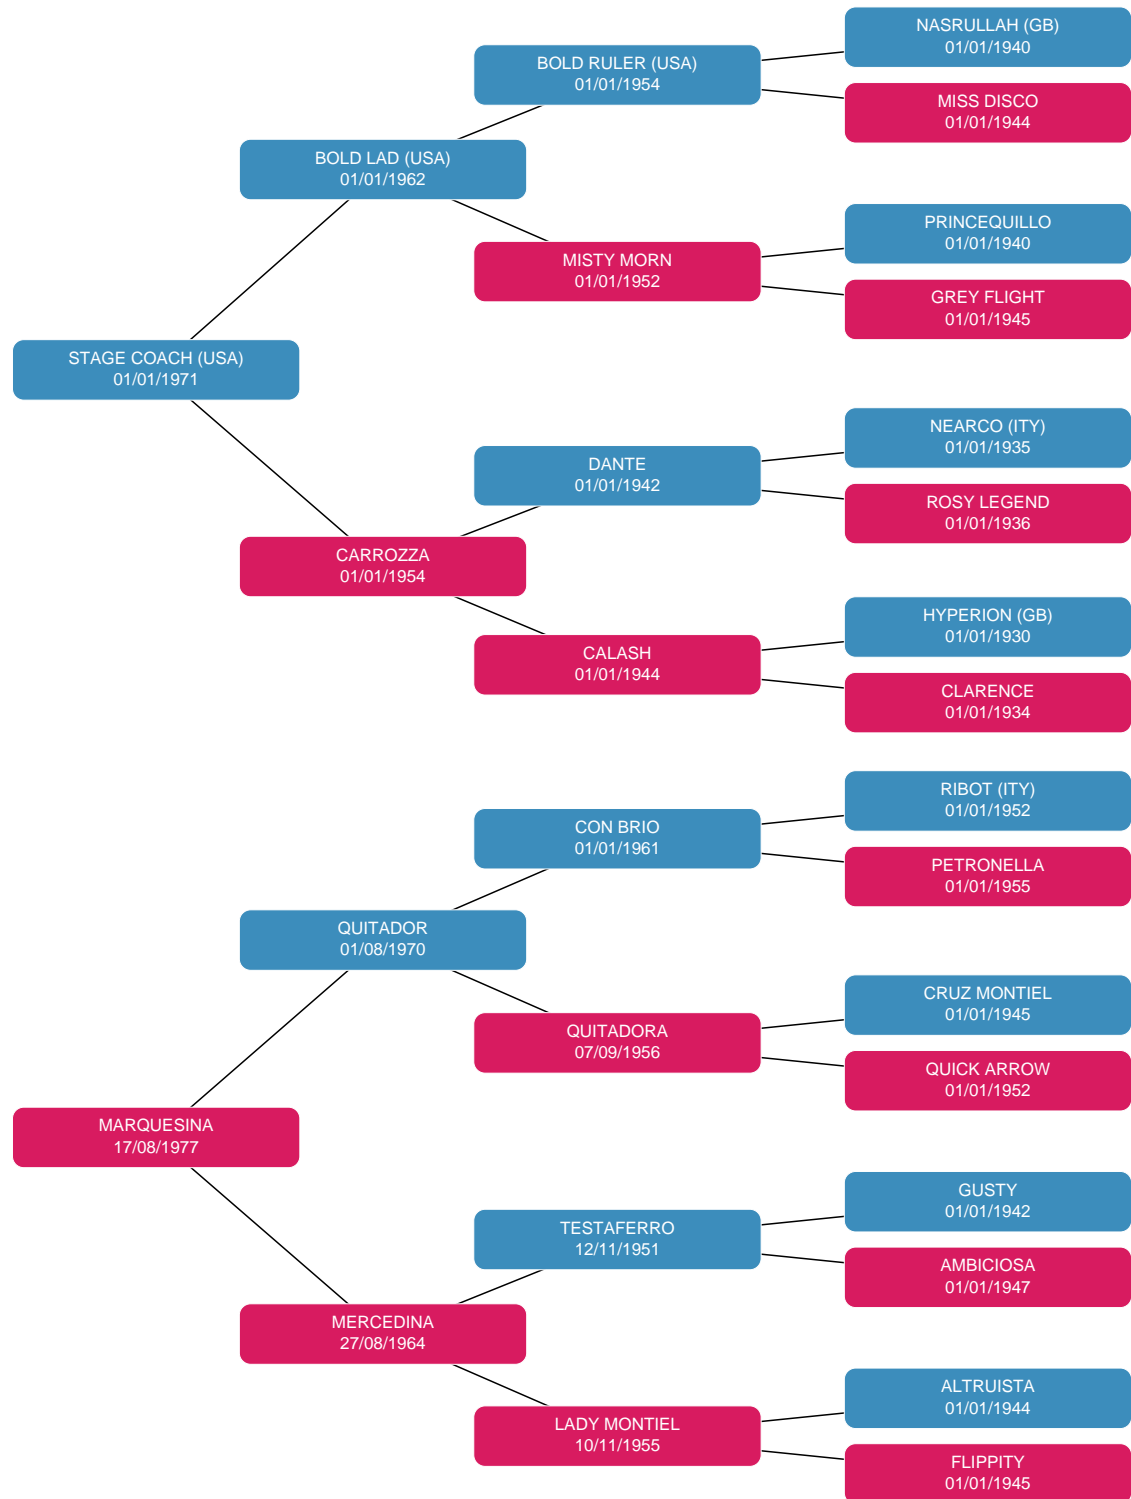 NASRULLAH (GB)
01/01/1940
BOLD RULER (USA)
01/01/1954
MISS DISCO
01/01/1944
BOLD LAD (USA)
01/01/1962
PRINCEQUILLO
01/01/1940
MISTY MORN
01/01/1952
GREY FLIGHT
01/01/1945
STAGE COACH (USA)
01/01/1971
NEARCO (ITY)
01/01/1935
DANTE
01/01/1942
ROSY LEGEND
01/01/1936
CARROZZA
01/01/1954
HYPERION (GB)
01/01/1930
CALASH
01/01/1944
CLARENCE
01/01/1934
RIBOT (ITY)
01/01/1952
CON BRIO
01/01/1961
PETRONELLA
01/01/1955
QUITADOR
01/08/1970
CRUZ MONTIEL
01/01/1945
QUITADORA
07/09/1956
QUICK ARROW
01/01/1952
MARQUESINA
17/08/1977
GUSTY
01/01/1942
TESTAFERRO
12/11/1951
AMBICIOSA
01/01/1947
MERCEDINA
27/08/1964
ALTRUISTA
01/01/1944
LADY MONTIEL
10/11/1955
FLIPPITY
01/01/1945